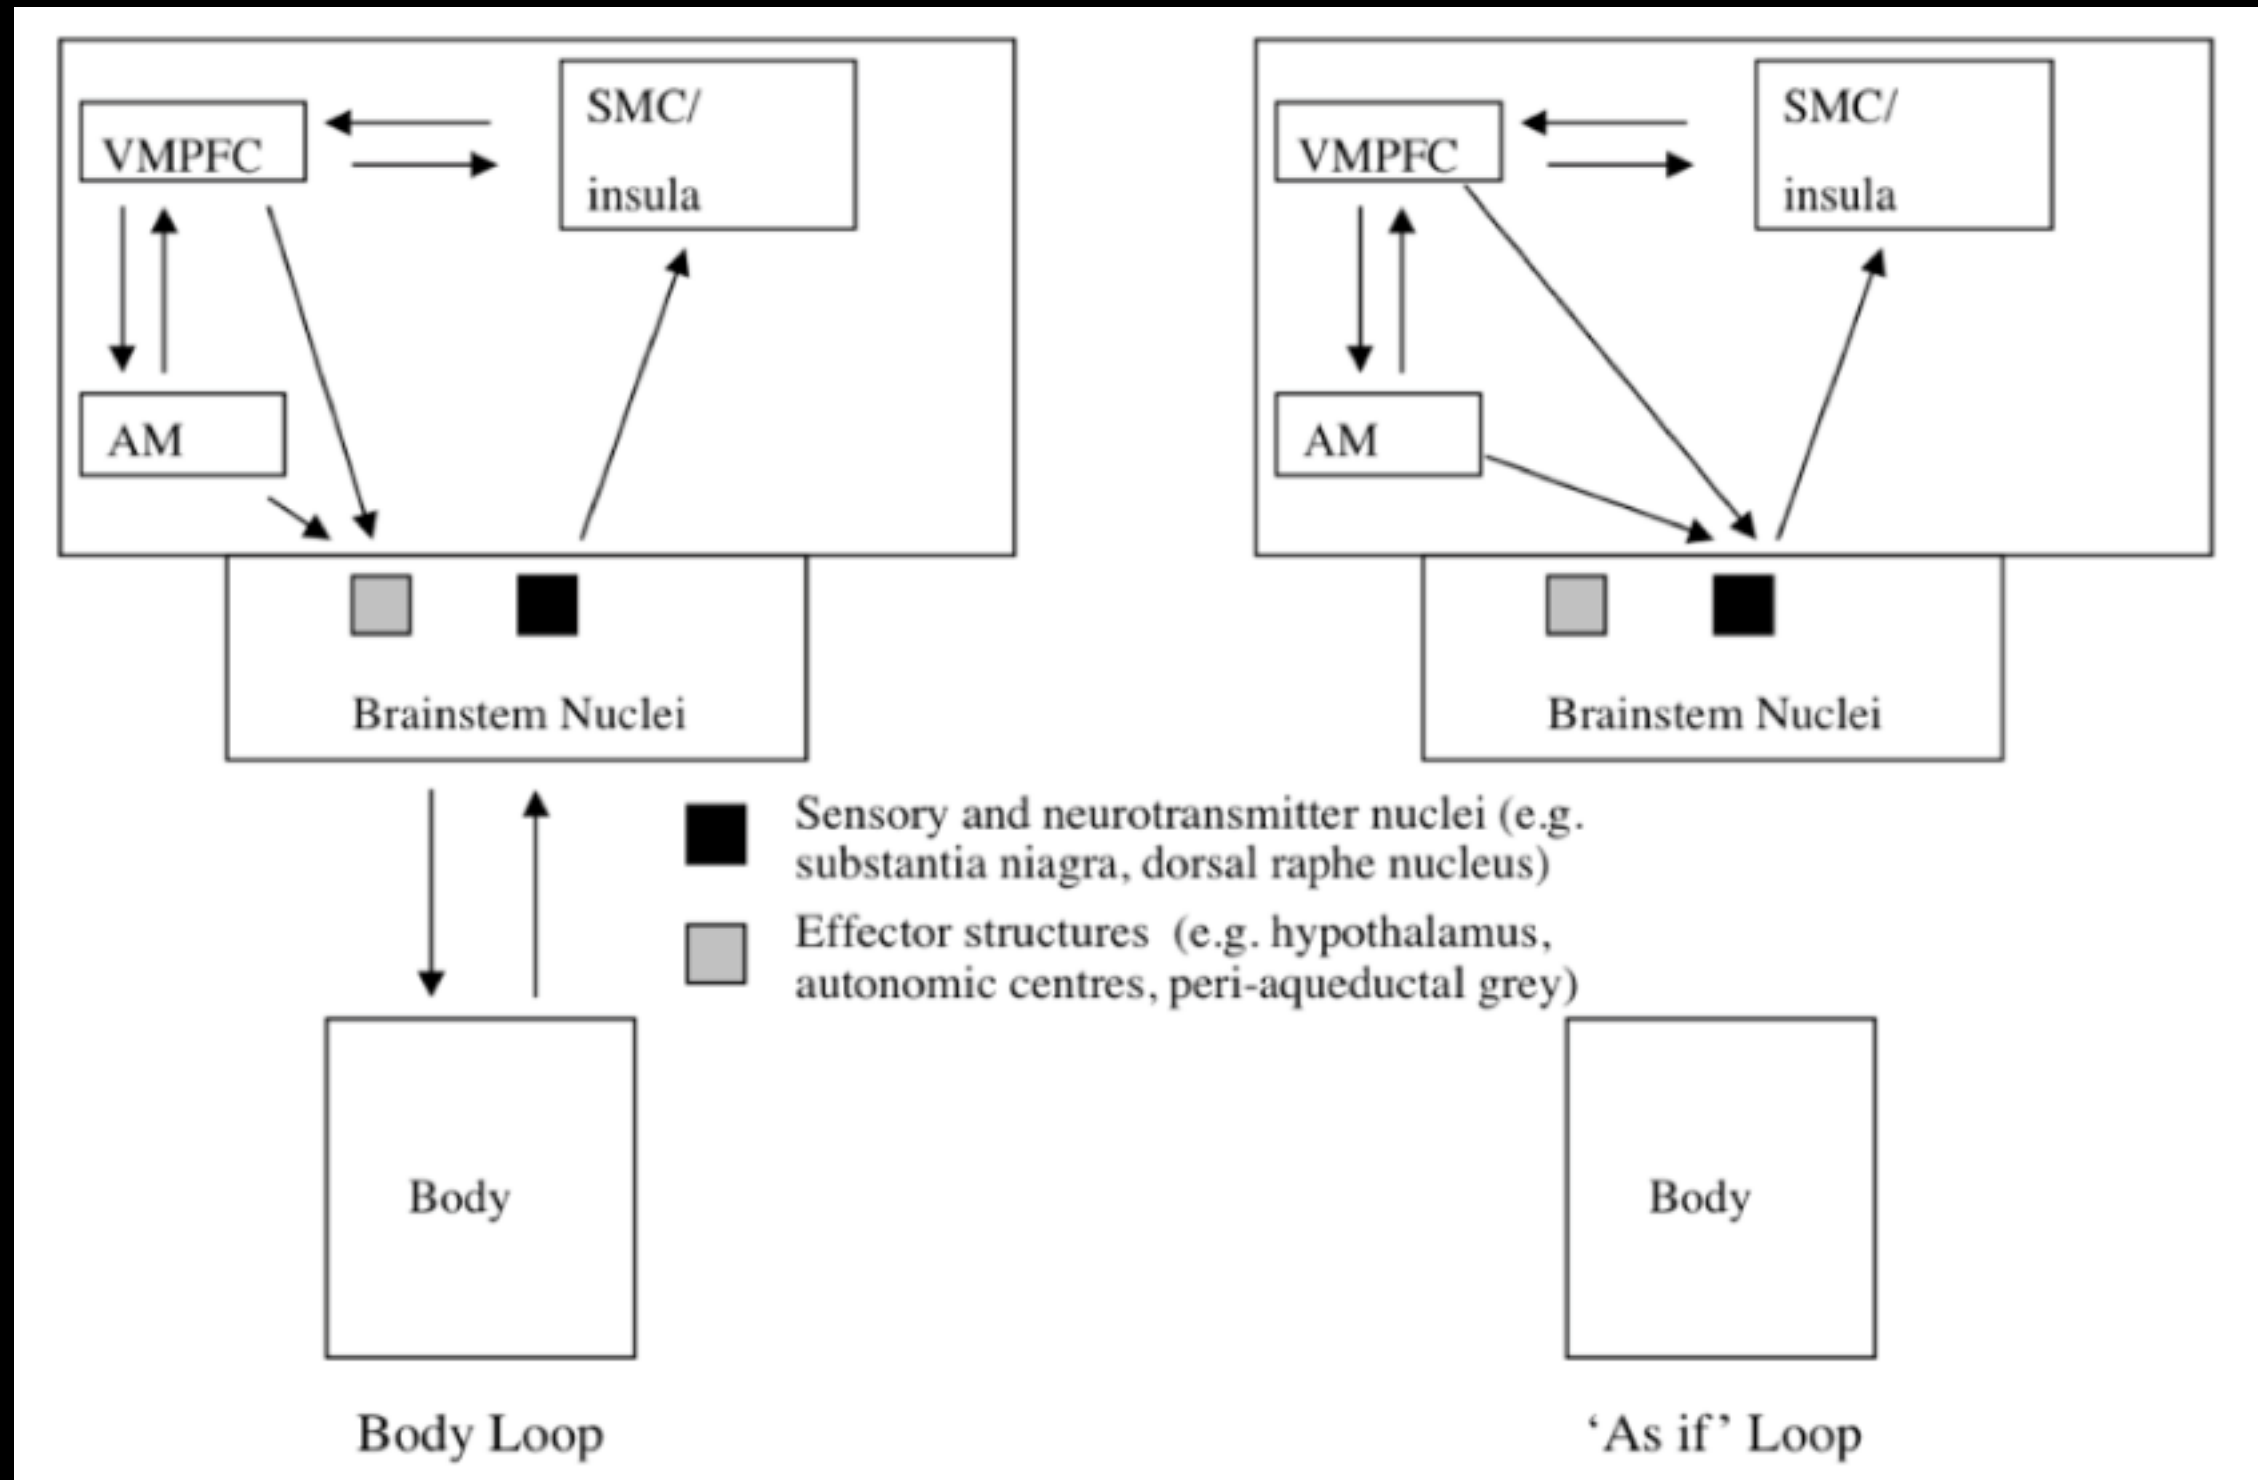 VMPFC
SMC/
insula
AM
Brainstem Nuclei
Body
Body Loop
VMPFC
SMC/
insula
AM
Brainstem Nuclei
Sensory and neurotransmitter nuclei (e.g.
substantia niagra, dorsal raphe nucleus)
Effector structures (e.g. hypothalamus,
autonomic centres, peri-aqueductal grey)
Body
‘As if’ Loop